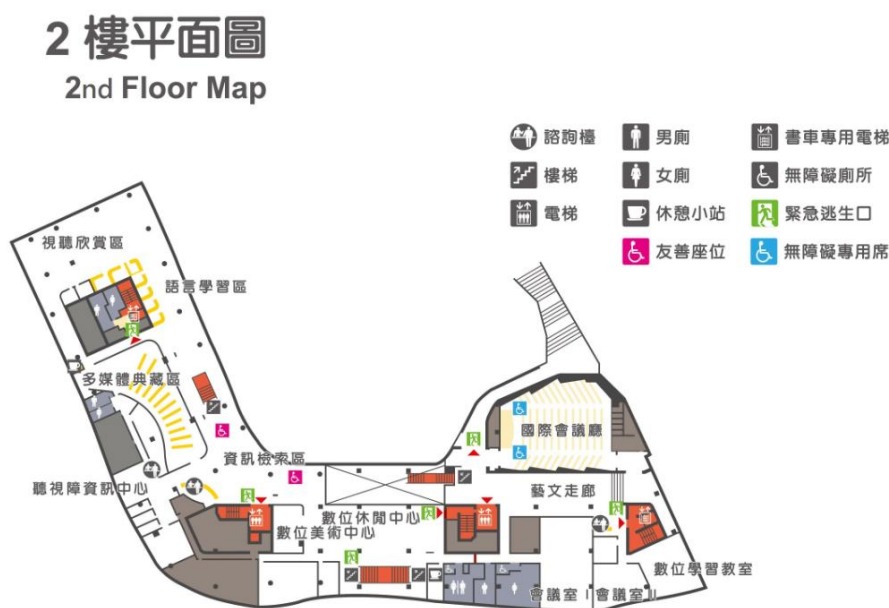 2 樓平面圖
2nd Floor Map
諮詢檯
男廁
書車專用電梯
樓梯
女廁
無障礙廁所
電梯
休憩小站
緊急逃生口
友善座位
無障礙專用席
視聽欣賞區
語言學習區
多媒體典藏區
國際會議廳
資訊檢索區
聽視障資訊中心
藝文走廊
數位休閒中心
數位美術中心
數位學習教室
會議室 I 會議室 II